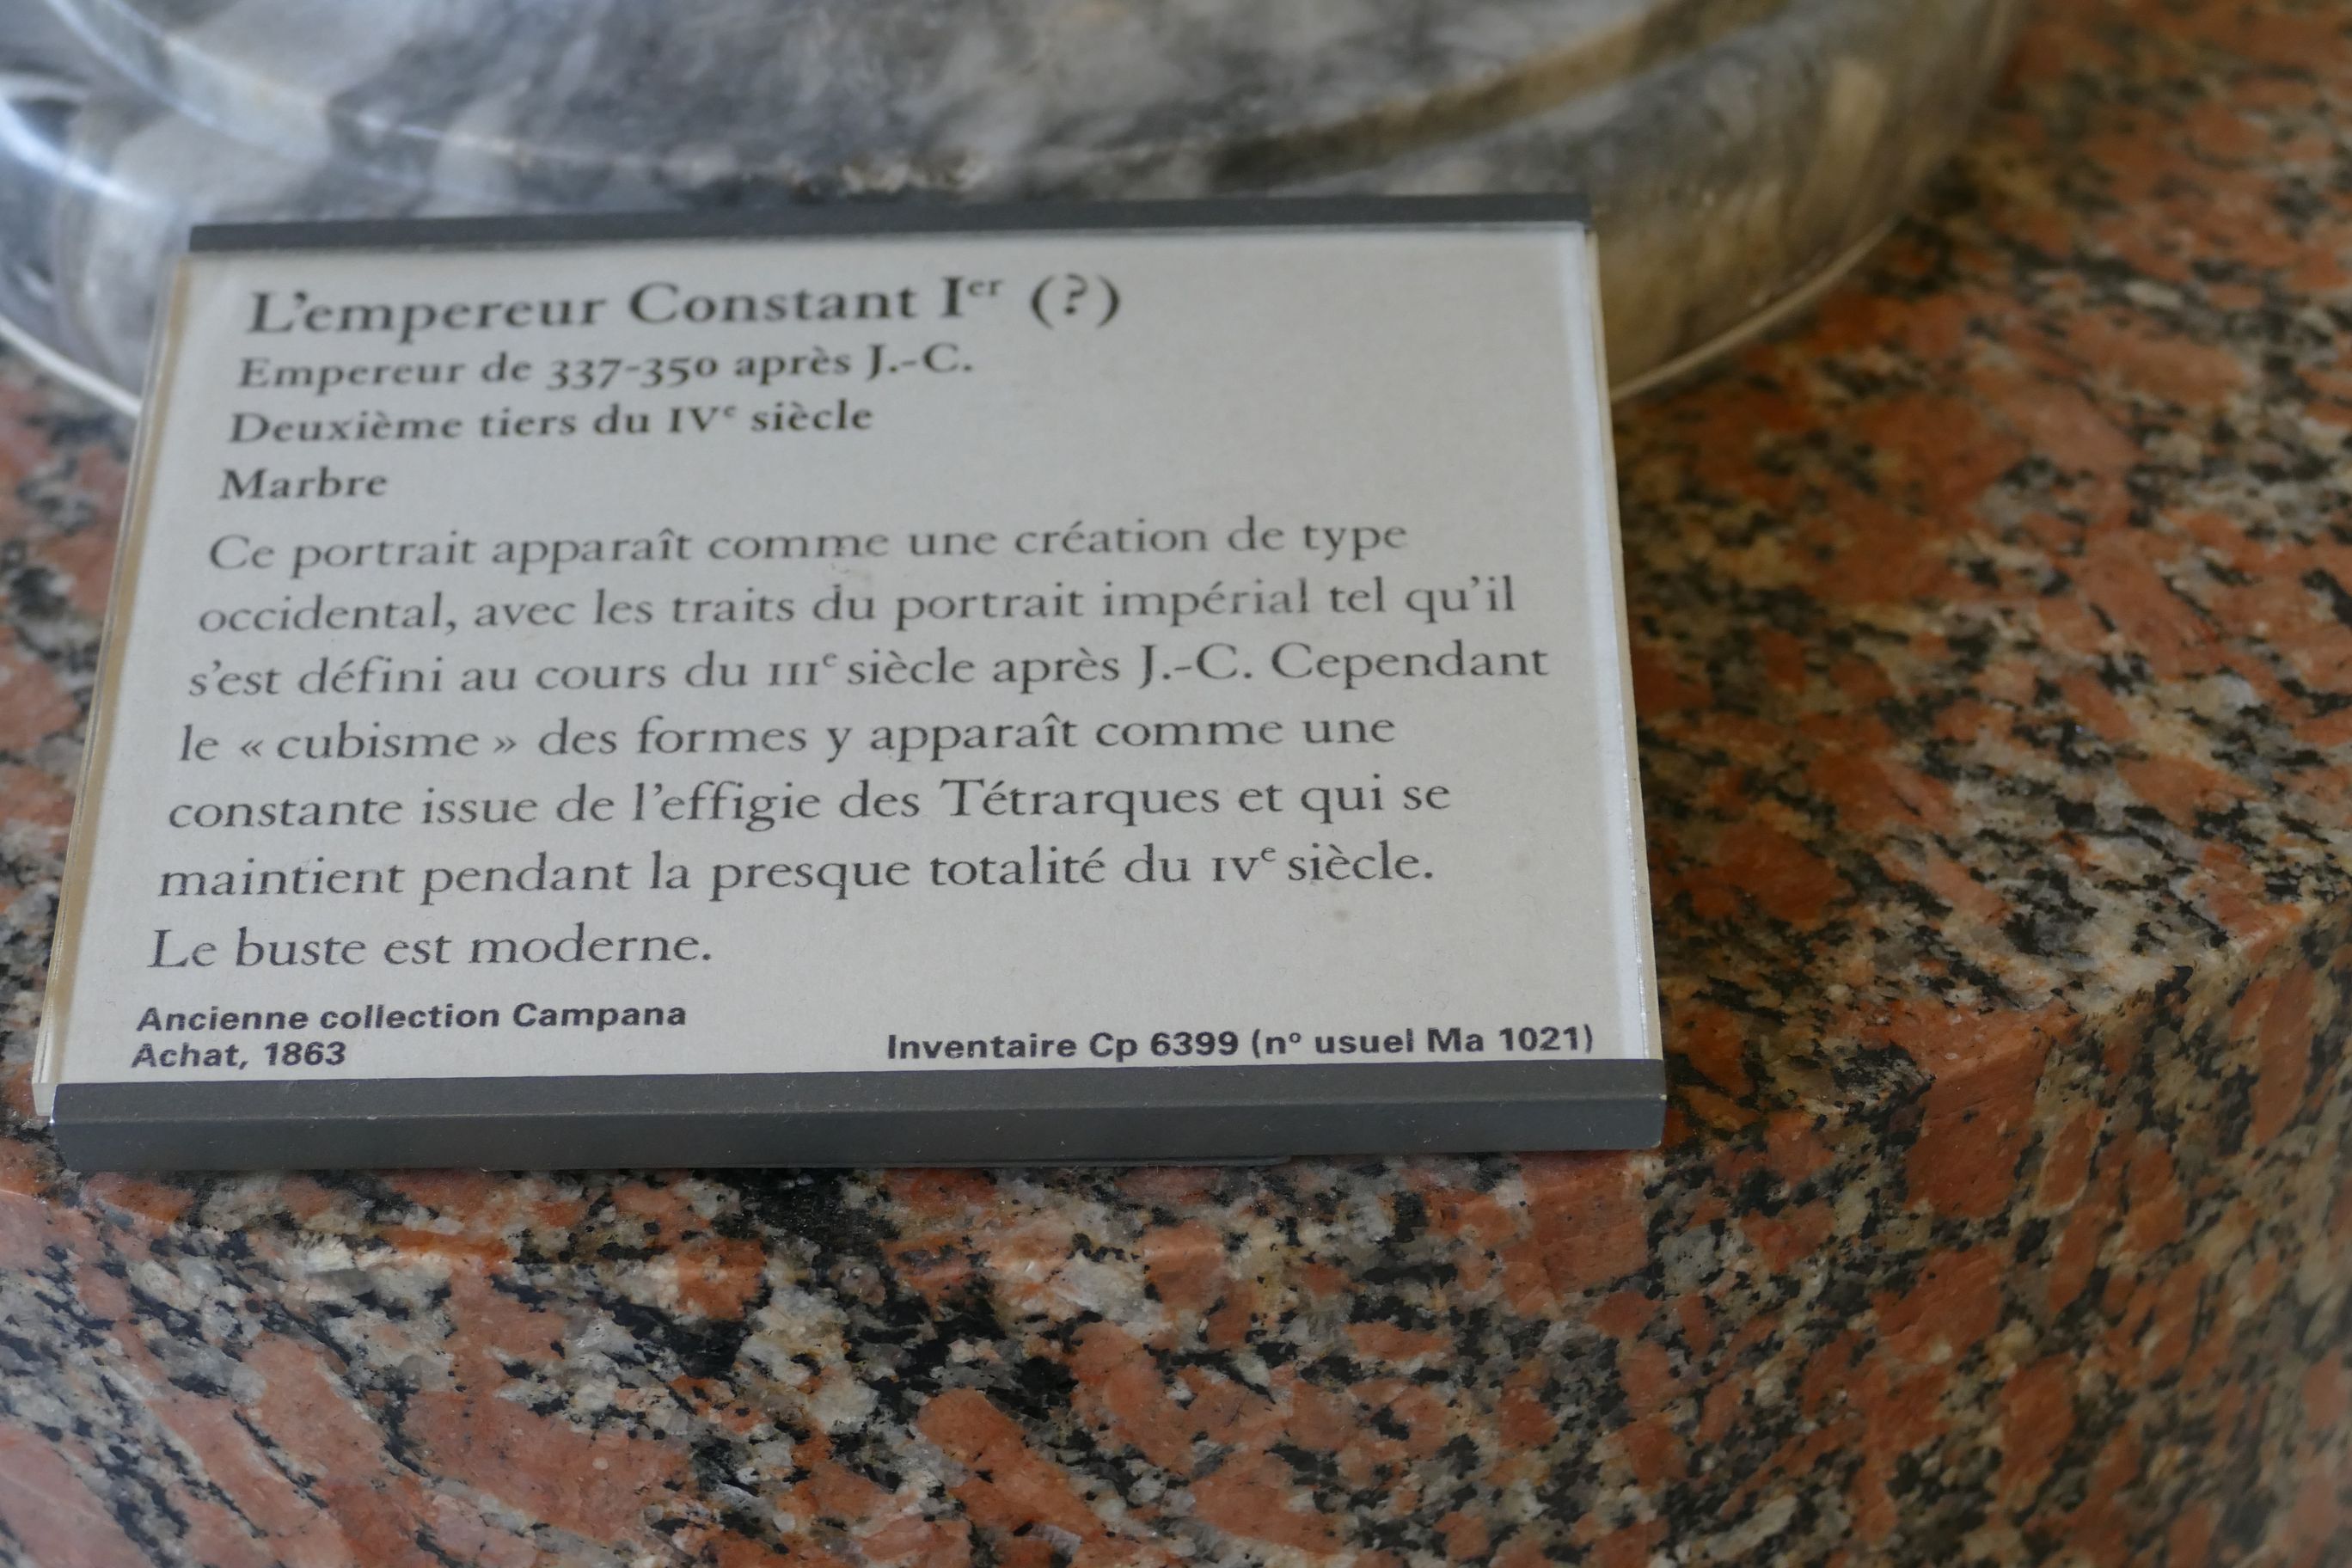 L'empereur Constant Ier (?)
Empereur de 337-350 après J.-C.
Deuxième tiers du IVe siècle
Marbre
Ce portrait apparaît comme une création de type
occidental, avec les traits du portrait impérial tel qu'il
s'est défini au cours du IIIe siècle après J.-C. Cependant
le « cubisme » des formes y apparaît comme une
constante issue de l'effigie des Tétrarques et qui se
maintient pendant la presque totalité du IVe siècle.
Le buste est moderne.
Ancienne collection Campana
Achat, 1863
Inventaire Cp 6399 (n° usuel Ma 1021)